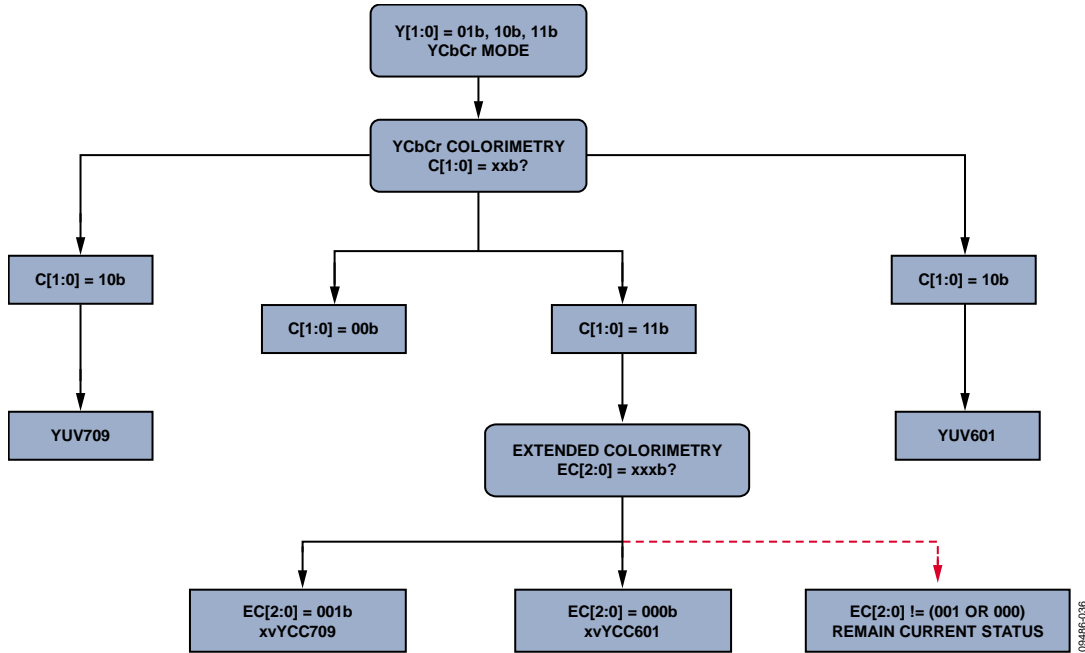 Y[1:0] = 01b, 10b, 11b
YCbCr MODE
YCbCr COLORIMETRY
C[1:0] = xxb?
C[1:0] = 10b
C[1:0] = 00b
C[1:0] = 11b
C[1:0] = 10b
YUV709
YUV601
EXTENDED COLORIMETRY
EC[2:0] = xxxb?
EC[2:0] = 001b
xvYCC709
EC[2:0] = 000b
xvYCC601
EC[2:0] != (001 OR 000)
REMAIN CURRENT STATUS
09486-036